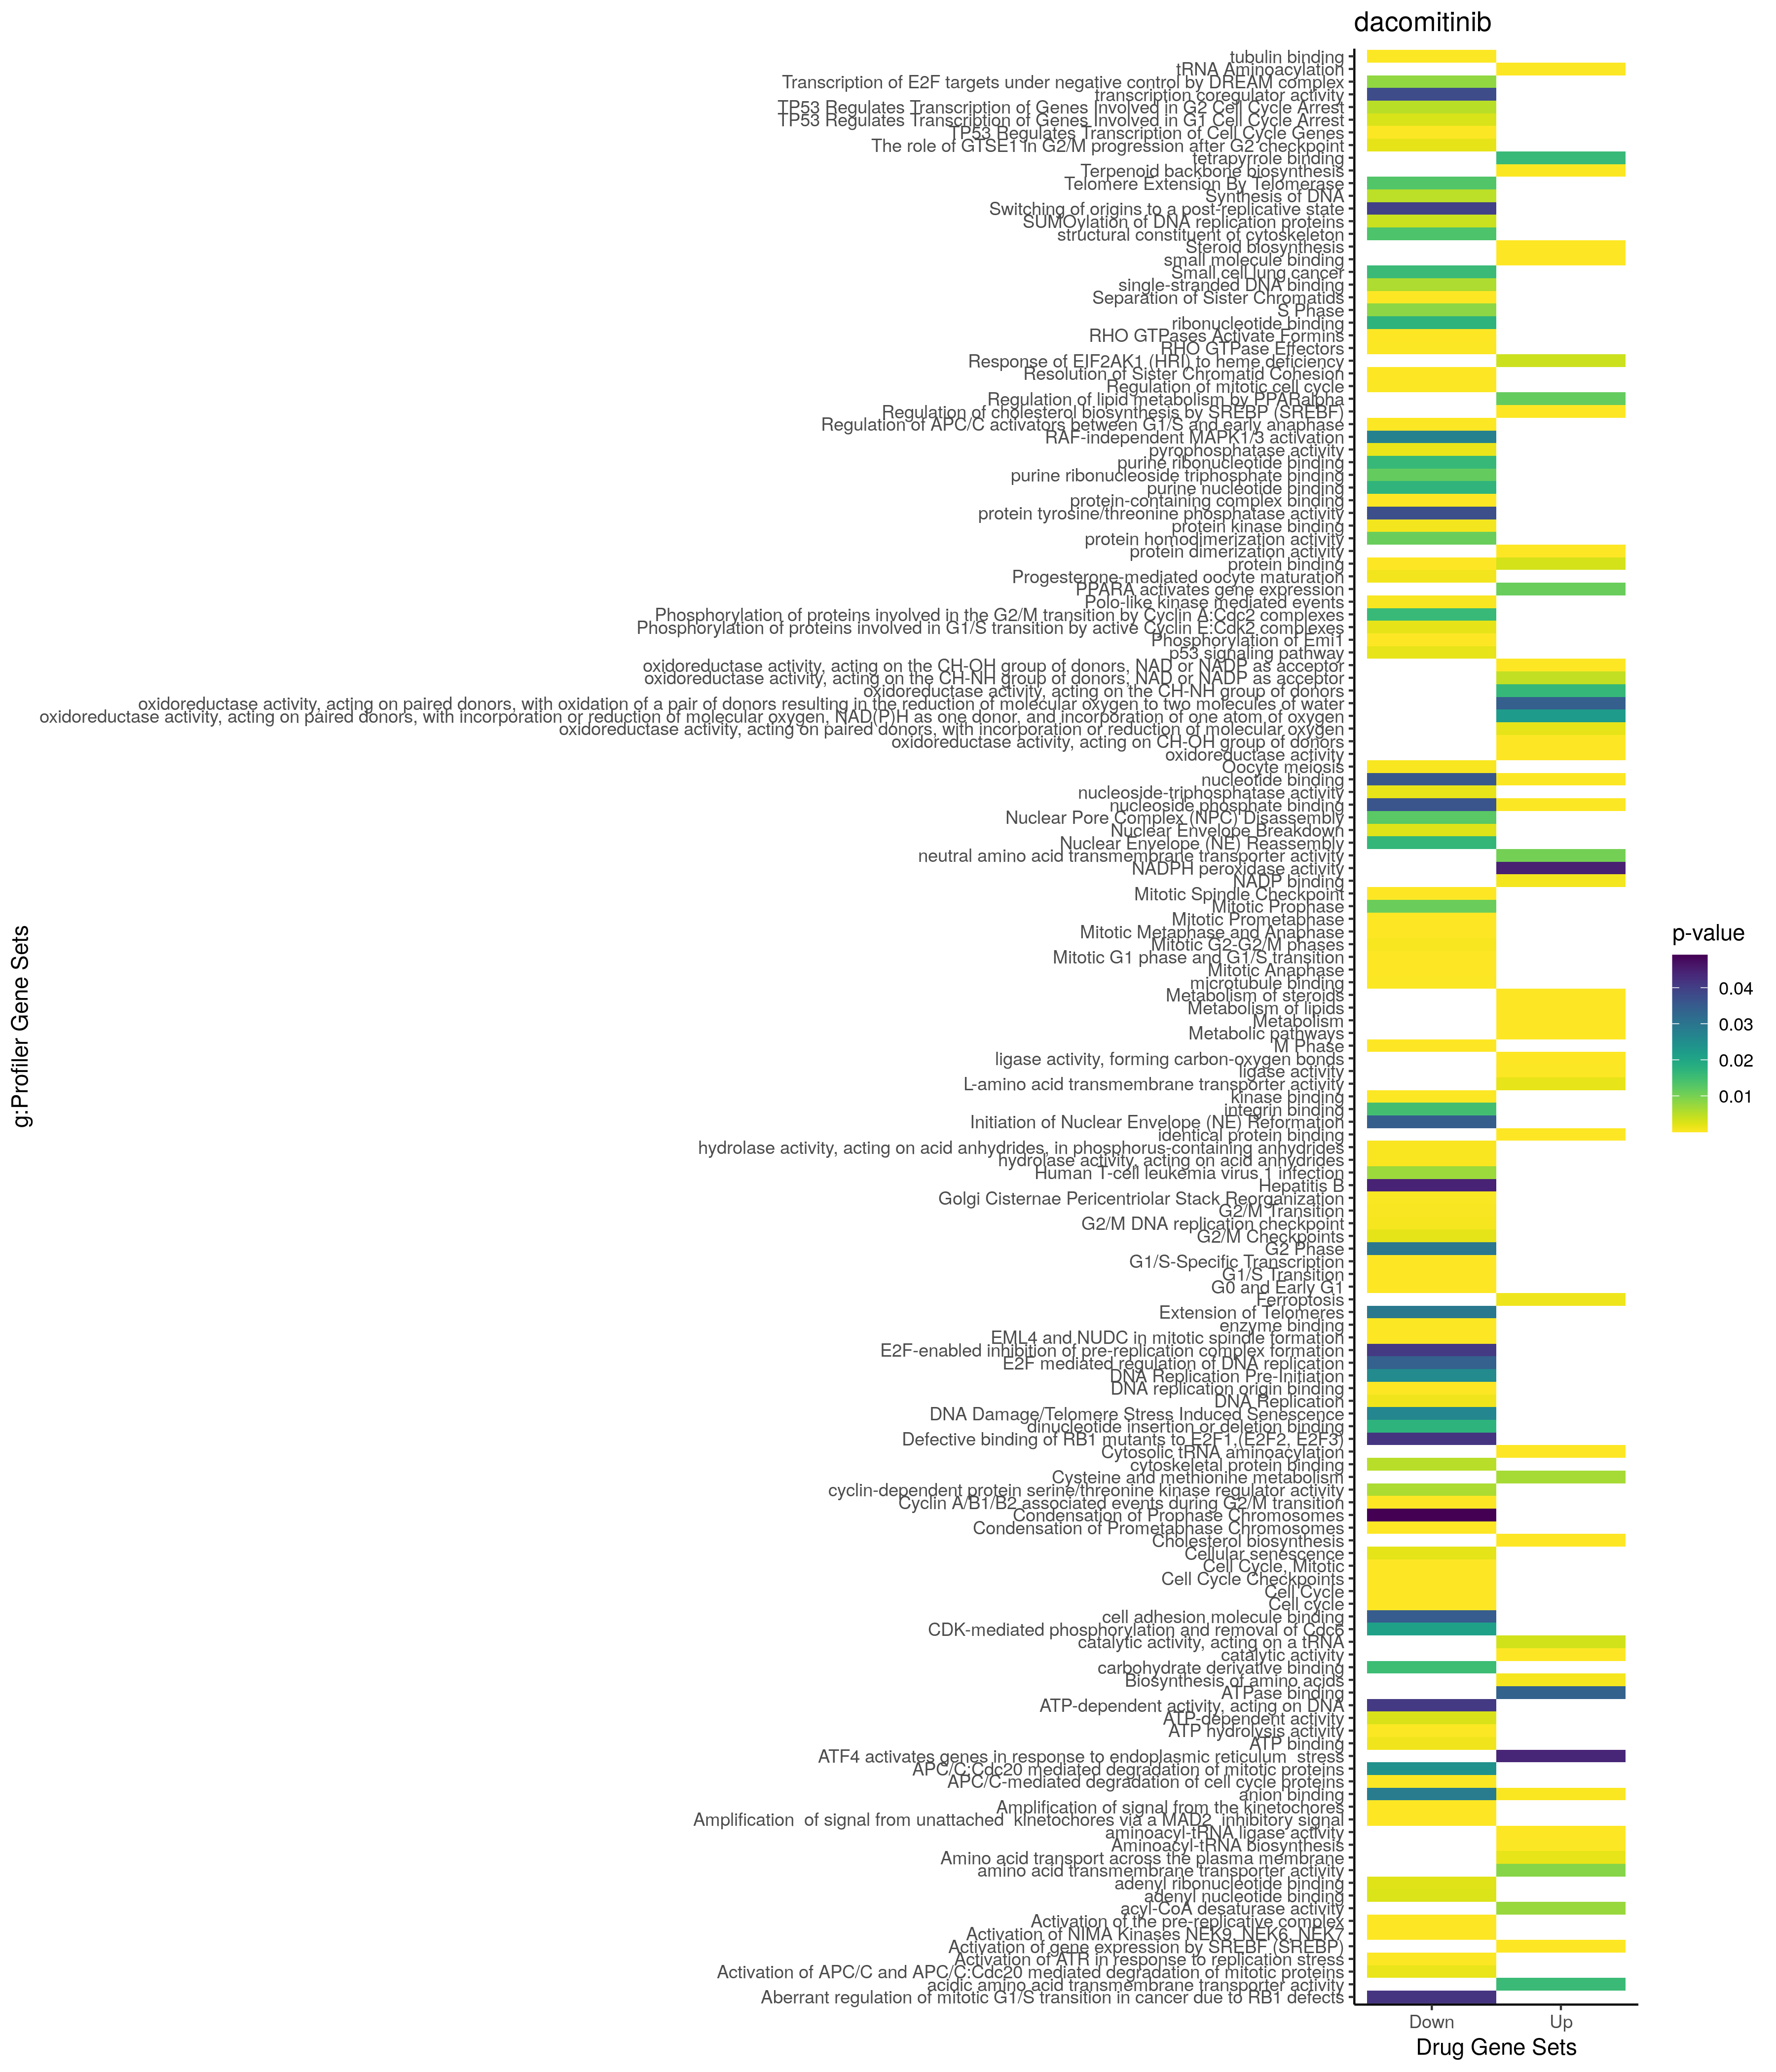 dacomitinib
tubulin binding
tRNA Aminoacylation
Transcription of E2F targets under negative control by DREAM complex
transcription coregulator activity
TP53 Regulates Transcription of Genes Involved in G2 Cell Cycle Arrest
TP53 Regulates Transcription of Genes Involved in G1 Cell Cycle Arrest
TP53 Regulates Transcription of Cell Cycle Genes
The role of GTSE1 in G2/M progression after G2 checkpoint
tetrapyrrole binding
Terpenoid backbone biosynthesis
Telomere Extension By Telomerase
Synthesis of DNA
Switching of origins to a post-replicative state
SUMOylation of DNA replication proteins
structural constituent of cytoskeleton
Steroid biosynthesis
small molecule binding
Small cell lung cancer
single-stranded DNA binding
Separation of Sister Chromatids
S Phase
ribonucleotide binding
RHO GTPases Activate Formins
RHO GTPase Effectors
Response of EIF2AK1 (HRI) to heme deficiency
Resolution of Sister Chromatid Cohesion
Regulation of mitotic cell cycle
Regulation of lipid metabolism by PPARalpha
Regulation of cholesterol biosynthesis by SREBP (SREBF)
Regulation of APC/C activators between G1/S and early anaphase
RAF-independent MAPK1/3 activation
pyrophosphatase activity
purine ribonucleotide binding
purine ribonucleoside triphosphate binding
purine nucleotide binding
protein-containing complex binding
protein tyrosine/threonine phosphatase activity
protein kinase binding
protein homodimerization activity
protein dimerization activity
protein binding
Progesterone-mediated oocyte maturation
PPARA activates gene expression
Polo-like kinase mediated events
Phosphorylation of proteins involved in the G2/M transition by Cyclin A:Cdc2 complexes
Phosphorylation of proteins involved in G1/S transition by active Cyclin E:Cdk2 complexes
Phosphorylation of Emi1
p53 signaling pathway
oxidoreductase activity, acting on the CH-OH group of donors, NAD or NADP as acceptor
oxidoreductase activity, acting on the CH-NH group of donors, NAD or NADP as acceptor
oxidoreductase activity, acting on the CH-NH group of donors
oxidoreductase activity, acting on paired donors, with oxidation of a pair of donors resulting in the reduction of molecular oxygen to two molecules of water
oxidoreductase activity, acting on paired donors, with incorporation or reduction of molecular oxygen, NAD(P)H as one donor, and incorporation of one atom of oxygen
oxidoreductase activity, acting on paired donors, with incorporation or reduction of molecular oxygen
oxidoreductase activity, acting on CH-OH group of donors
oxidoreductase activity
Oocyte meiosis
nucleotide binding
nucleoside-triphosphatase activity
nucleoside phosphate binding
Nuclear Pore Complex (NPC) Disassembly
Nuclear Envelope Breakdown
Nuclear Envelope (NE) Reassembly
neutral amino acid transmembrane transporter activity
NADPH peroxidase activity
NADP binding
Mitotic Spindle Checkpoint
Mitotic Prophase
Mitotic Prometaphase
Mitotic Metaphase and Anaphase
Mitotic G2-G2/M phases
Mitotic G1 phase and G1/S transition
Mitotic Anaphase
microtubule binding
Metabolism of steroids
Metabolism of lipids
Metabolism
Metabolic pathways
M Phase
ligase activity, forming carbon-oxygen bonds
ligase activity
L-amino acid transmembrane transporter activity
kinase binding
integrin binding
Initiation of Nuclear Envelope (NE) Reformation
identical protein binding
hydrolase activity, acting on acid anhydrides, in phosphorus-containing anhydrides
hydrolase activity, acting on acid anhydrides
Human T-cell leukemia virus 1 infection
Hepatitis B
Golgi Cisternae Pericentriolar Stack Reorganization
G2/M Transition
G2/M DNA replication checkpoint
G2/M Checkpoints
G2 Phase
G1/S-Specific Transcription
G1/S Transition
G0 and Early G1
Ferroptosis
Extension of Telomeres
enzyme binding
EML4 and NUDC in mitotic spindle formation
E2F-enabled inhibition of pre-replication complex formation
E2F mediated regulation of DNA replication
DNA Replication Pre-Initiation
DNA replication origin binding
DNA Replication
DNA Damage/Telomere Stress Induced Senescence
dinucleotide insertion or deletion binding
Defective binding of RB1 mutants to E2F1,(E2F2, E2F3)
Cytosolic tRNA aminoacylation
cytoskeletal protein binding
Cysteine and methionine metabolism
cyclin-dependent protein serine/threonine kinase regulator activity
Cyclin A/B1/B2 associated events during G2/M transition
Condensation of Prophase Chromosomes
Condensation of Prometaphase Chromosomes
Cholesterol biosynthesis
Cellular senescence
Cell Cycle, Mitotic
Cell Cycle Checkpoints
Cell Cycle
Cell cycle
cell adhesion molecule binding
CDK-mediated phosphorylation and removal of Cdc6
catalytic activity, acting on a tRNA
catalytic activity
carbohydrate derivative binding
Biosynthesis of amino acids
ATPase binding
ATP-dependent activity, acting on DNA
ATP-dependent activity
ATP hydrolysis activity
ATP binding
ATF4 activates genes in response to endoplasmic reticulum  stress
APC/C:Cdc20 mediated degradation of mitotic proteins
APC/C-mediated degradation of cell cycle proteins
anion binding
Amplification of signal from the kinetochores
Amplification  of signal from unattached  kinetochores via a MAD2  inhibitory signal
aminoacyl-tRNA ligase activity
Aminoacyl-tRNA biosynthesis
Amino acid transport across the plasma membrane
amino acid transmembrane transporter activity
adenyl ribonucleotide binding
adenyl nucleotide binding
acyl-CoA desaturase activity
Activation of the pre-replicative complex
Activation of NIMA Kinases NEK9, NEK6, NEK7
Activation of gene expression by SREBF (SREBP)
Activation of ATR in response to replication stress
Activation of APC/C and APC/C:Cdc20 mediated degradation of mitotic proteins
acidic amino acid transmembrane transporter activity
Aberrant regulation of mitotic G1/S transition in cancer due to RB1 defects
g:Profiler Gene Sets
Down
Up
Drug Gene Sets
p-value
0.04
0.03
0.02
0.01